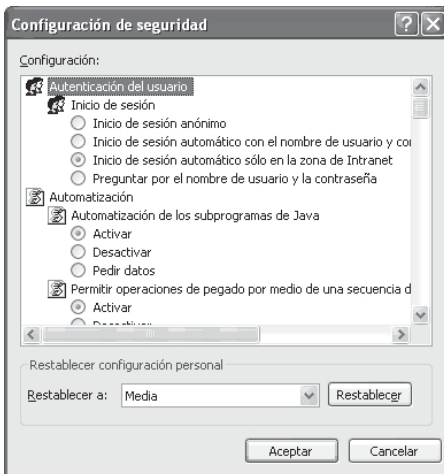 Configuración de seguridad
Configuración:
Autenticación del usuario
Inicio de sesión
Inicio de sesión anónimo
Inicio de sesión automático con el nombre de usuario y co
Inicio de sesión automático sólo en la zona de Intranet
Preguntar por el nombre de usuario y la contraseña
Automatización
Automatización de los subprogramas de Java
Activar
Desactivar
Pedir datos
Permitir operaciones de pegado por medio de una secuencia d
Activar
Desactivar
Restablecer configuración personal
Restablecer a:
Media
Restablecer
Aceptar
Cancelar